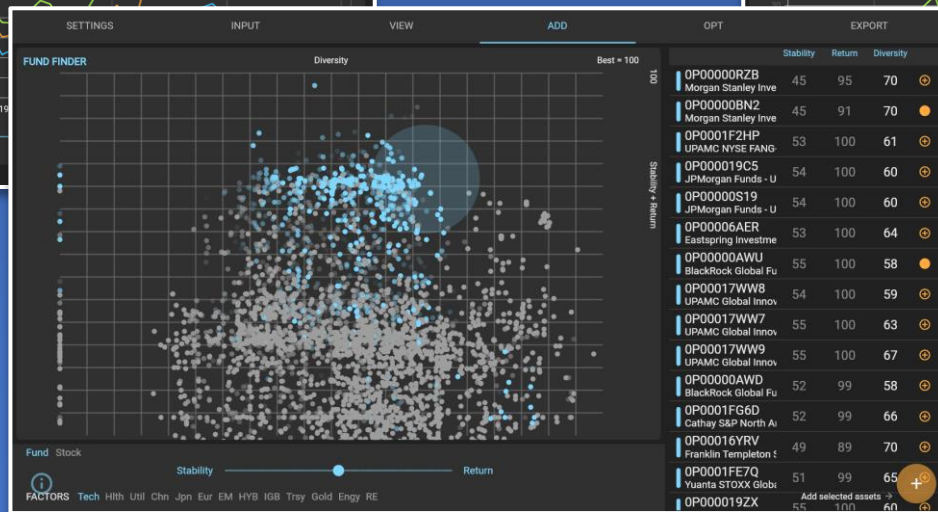 SETTINGS INPUT VIEW ADD OPT EXPORT
FUND FINDER Diversity Best = 100
100
Stability + Return
Stability Return Diversity
0P00000RZB 45 95 70
Morgan Stanley Inve
0P00000BN2 45 91 70
Morgan Stanley Inve
0P0001F2HP 53 100 61
UPAMC NYSE FANG
0P000019C5 54 100 60
JPMorgan Funds - U
0P00000S19 54 100 60
JPMorgan Funds - U
0P00006AER 53 100 64
Eastspring Investme
0P00000AWU 55 100 58
BlackRock Global Fu
0P00017WW8 54 100 59
UPAMC Global Innov
0P00017WW7 55 100 63
UPAMC Global Innov
0P00017WW9 55 100 67
UPAMC Global Innov
0P00000AWD 52 99 58
BlackRock Global Fu
0P0001FG6D 52 99 66
Cathay S&P North A
0P00016YRV 49 89 70
Franklin Templeton S
0P0001FE7Q 51 99 65
Yuanta STOXX Globa
0P000019ZX 55 100 60
Add selected assets →
Fund Stock
Stability Return
FACTORS Tech Hlth Util Chn Jpn Eur EM HYB IGB Trsy Gold Engy RE